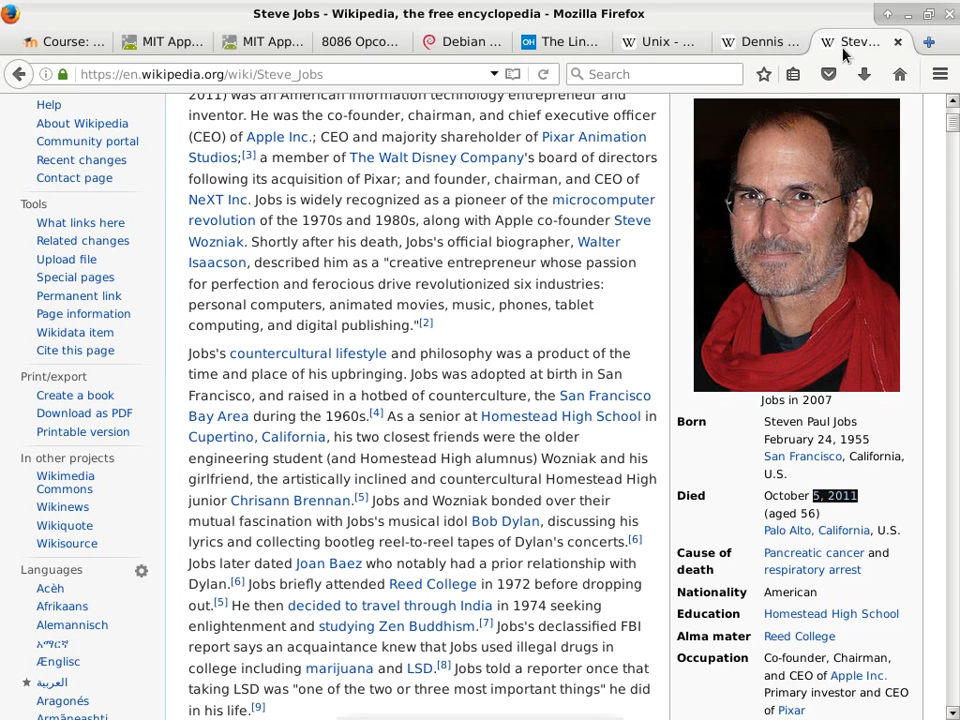 Steve Jobs - Wikipedia, the free encyclopedia - Mozilla Firefox
Course: ...
MIT App...
MIT App...
8086 Opco...
Debian ...
OH The Lin...
W Unix - ...
W Dennis ...
W Stev...
https://en.wikipedia.org/wiki/Steve_Jobs
Search
Help
About Wikipedia
Community portal
Recent changes
Contact page
Tools
What links here
Related changes
Upload file
Special pages
Permanent link
Page information
Wikidata item
Cite this page
Print/export
Create a book
Download as PDF
Printable version
In other projects
Wikimedia
Commons
Wikinews
Wikiquote
Wikisource
Languages
Acèh
Afrikaans
Alemannisch
አማርኛ
Ænglisc
العربية
Aragonés
Armãneashti
2011) was an American information technology entrepreneur and
inventor. He was the co-founder, chairman, and chief executive officer
(CEO) of Apple Inc.; CEO and majority shareholder of Pixar Animation
Studios;[3] a member of The Walt Disney Company's board of directors
following its acquisition of Pixar; and founder, chairman, and CEO of
NeXT Inc. Jobs is widely recognized as a pioneer of the microcomputer
revolution of the 1970s and 1980s, along with Apple co-founder Steve
Wozniak. Shortly after his death, Jobs's official biographer, Walter
Isaacson, described him as a "creative entrepreneur whose passion
for perfection and ferocious drive revolutionized six industries:
personal computers, animated movies, music, phones, tablet
computing, and digital publishing."[2]
Jobs's countercultural lifestyle and philosophy was a product of the
time and place of his upbringing. Jobs was adopted at birth in San
Francisco, and raised in a hotbed of counterculture, the San Francisco
Bay Area during the 1960s.[4] As a senior at Homestead High School in
Cupertino, California, his two closest friends were the older
engineering student (and Homestead High alumnus) Wozniak and his
girlfriend, the artistically inclined and countercultural Homestead High
junior Chrisann Brennan.[5] Jobs and Wozniak bonded over their
mutual fascination with Jobs's musical idol Bob Dylan, discussing his
lyrics and collecting bootleg reel-to-reel tapes of Dylan's concerts.[6]
Jobs later dated Joan Baez who notably had a prior relationship with
Dylan.[6] Jobs briefly attended Reed College in 1972 before dropping
out.[5] He then decided to travel through India in 1974 seeking
enlightenment and studying Zen Buddhism.[7] Jobs's declassified FBI
report says an acquaintance knew that Jobs used illegal drugs in
college including marijuana and LSD.[8] Jobs told a reporter once that
taking LSD was "one of the two or three most important things" he did
in his life.[9]
Jobs in 2007
Born Steven Paul Jobs
February 24, 1955
San Francisco, California,
U.S.
Died October 5, 2011
(aged 56)
Palo Alto, California, U.S.
Cause of Pancreatic cancer and
death respiratory arrest
Nationality American
Education Homestead High School
Alma mater Reed College
Occupation Co-founder, Chairman,
and CEO of Apple Inc.
Primary investor and CEO
of Pixar